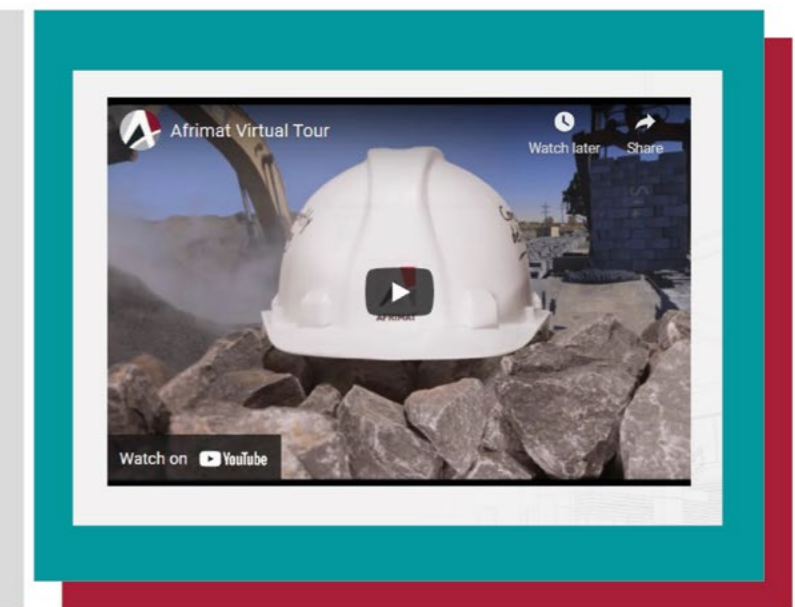 Afrimat Virtual Tour
Watch later
Share
AFRIMAT
Watch on YouTube